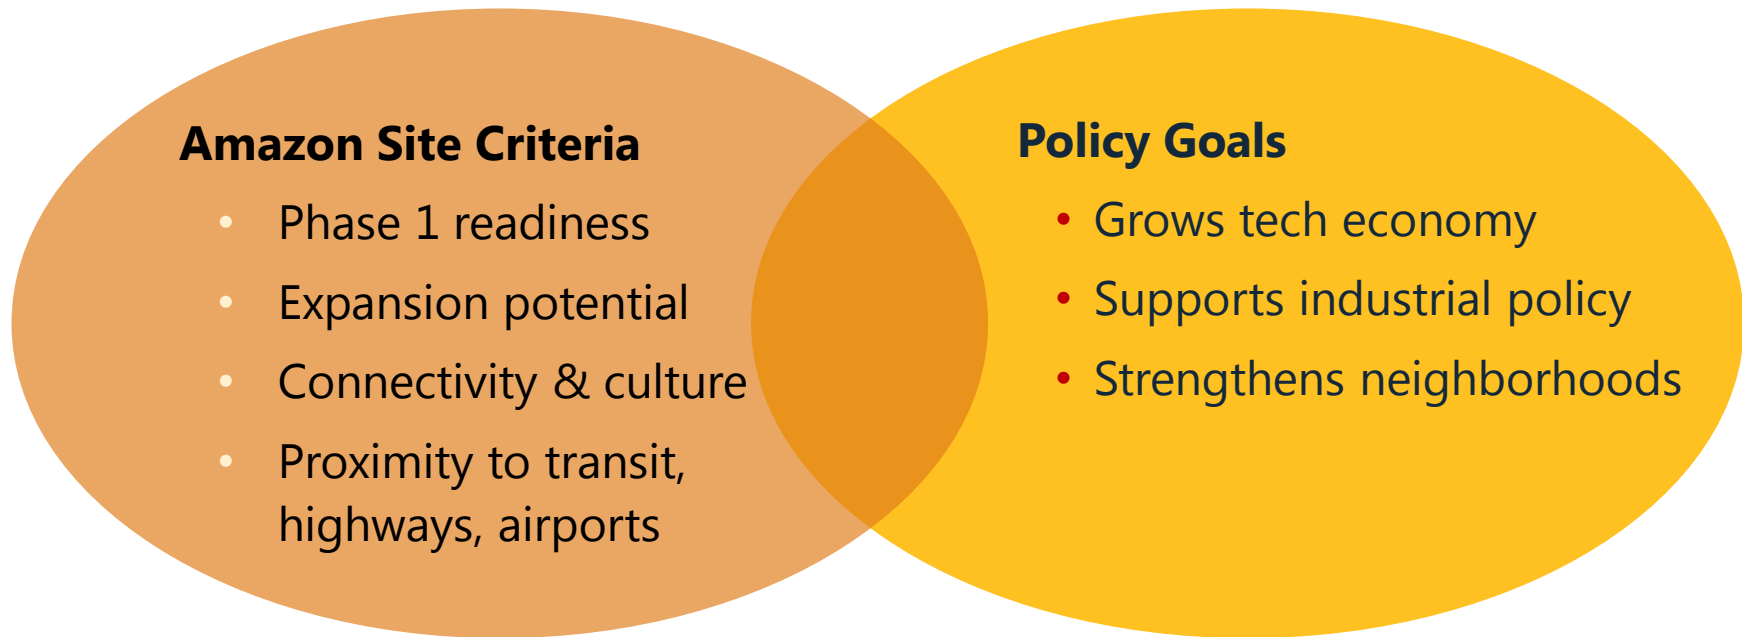 Amazon Site Criteria
• Phase 1 readiness
• Expansion potential
• Connectivity & culture
• Proximity to transit,
highways, airports
Policy Goals
• Grows tech economy
• Supports industrial policy
• Strengthens neighborhoods